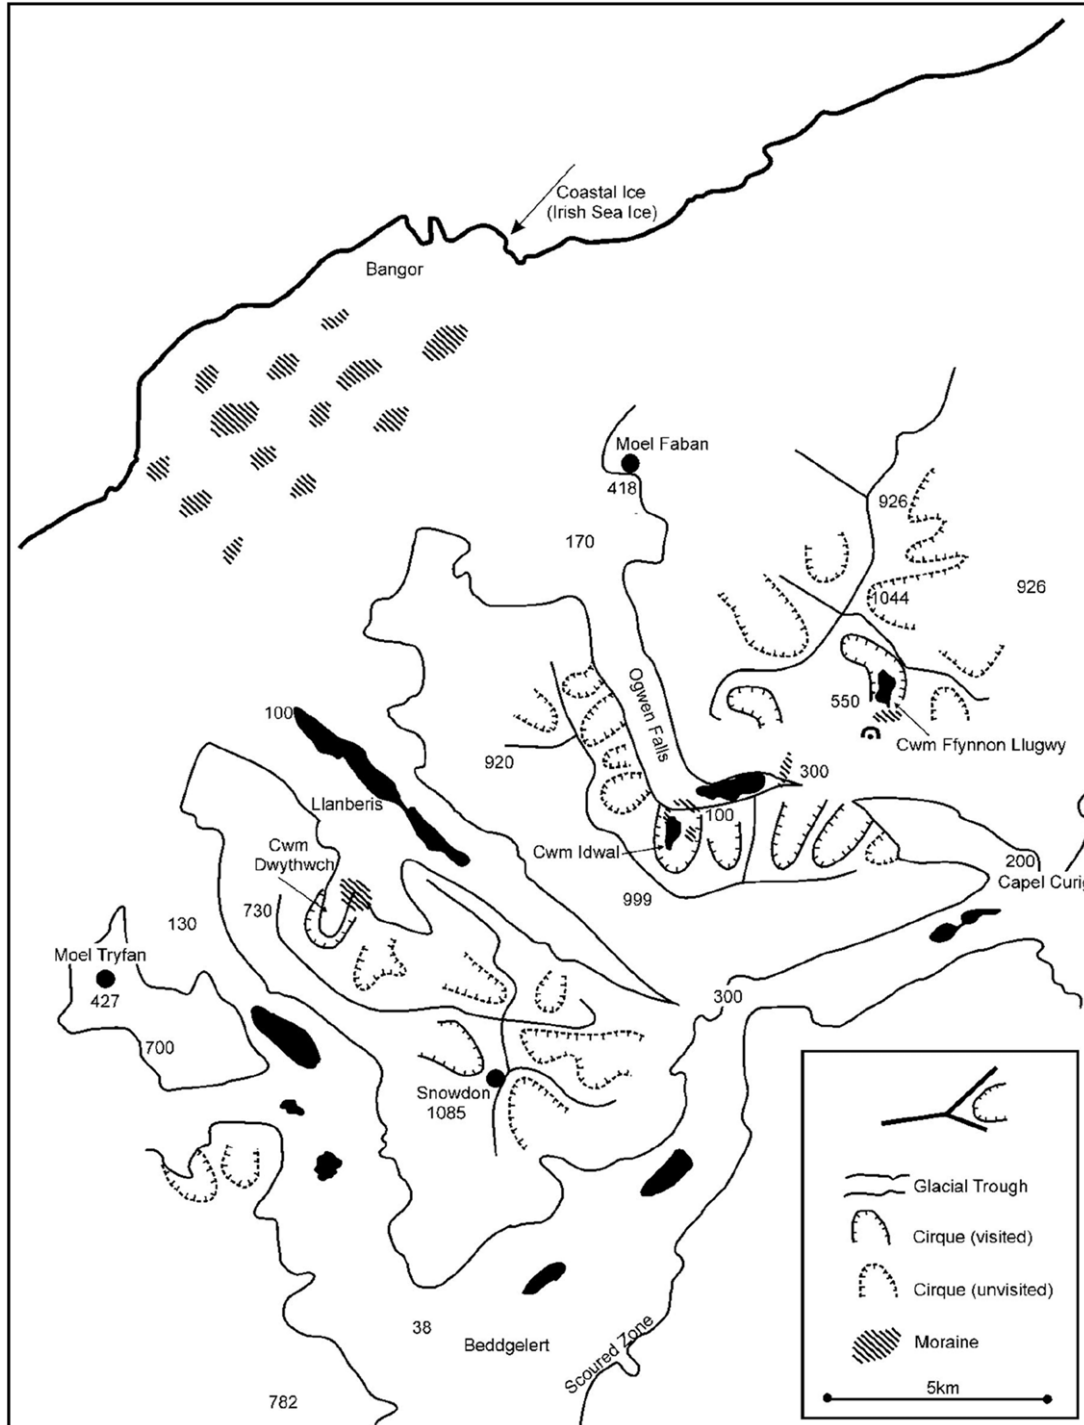 Coastal Ice
(Irish Sea Ice)
Bangor
Moel Faban
418
926
170
1044
926
Ogwen Falls
550
Cwm Ffynnon Llugwy
100
920
300
Llanberis
100
Cwm
Dwythwch
Cwm Idwal
200
Capel Curig
999
130
730
Moel Tryfan
427
300
700
Snowdon
1085
Glacial Trough
Cirque (visited)
Cirque (unvisited)
Moraine
5km
38
Beddgelert
Scoured Zone
782